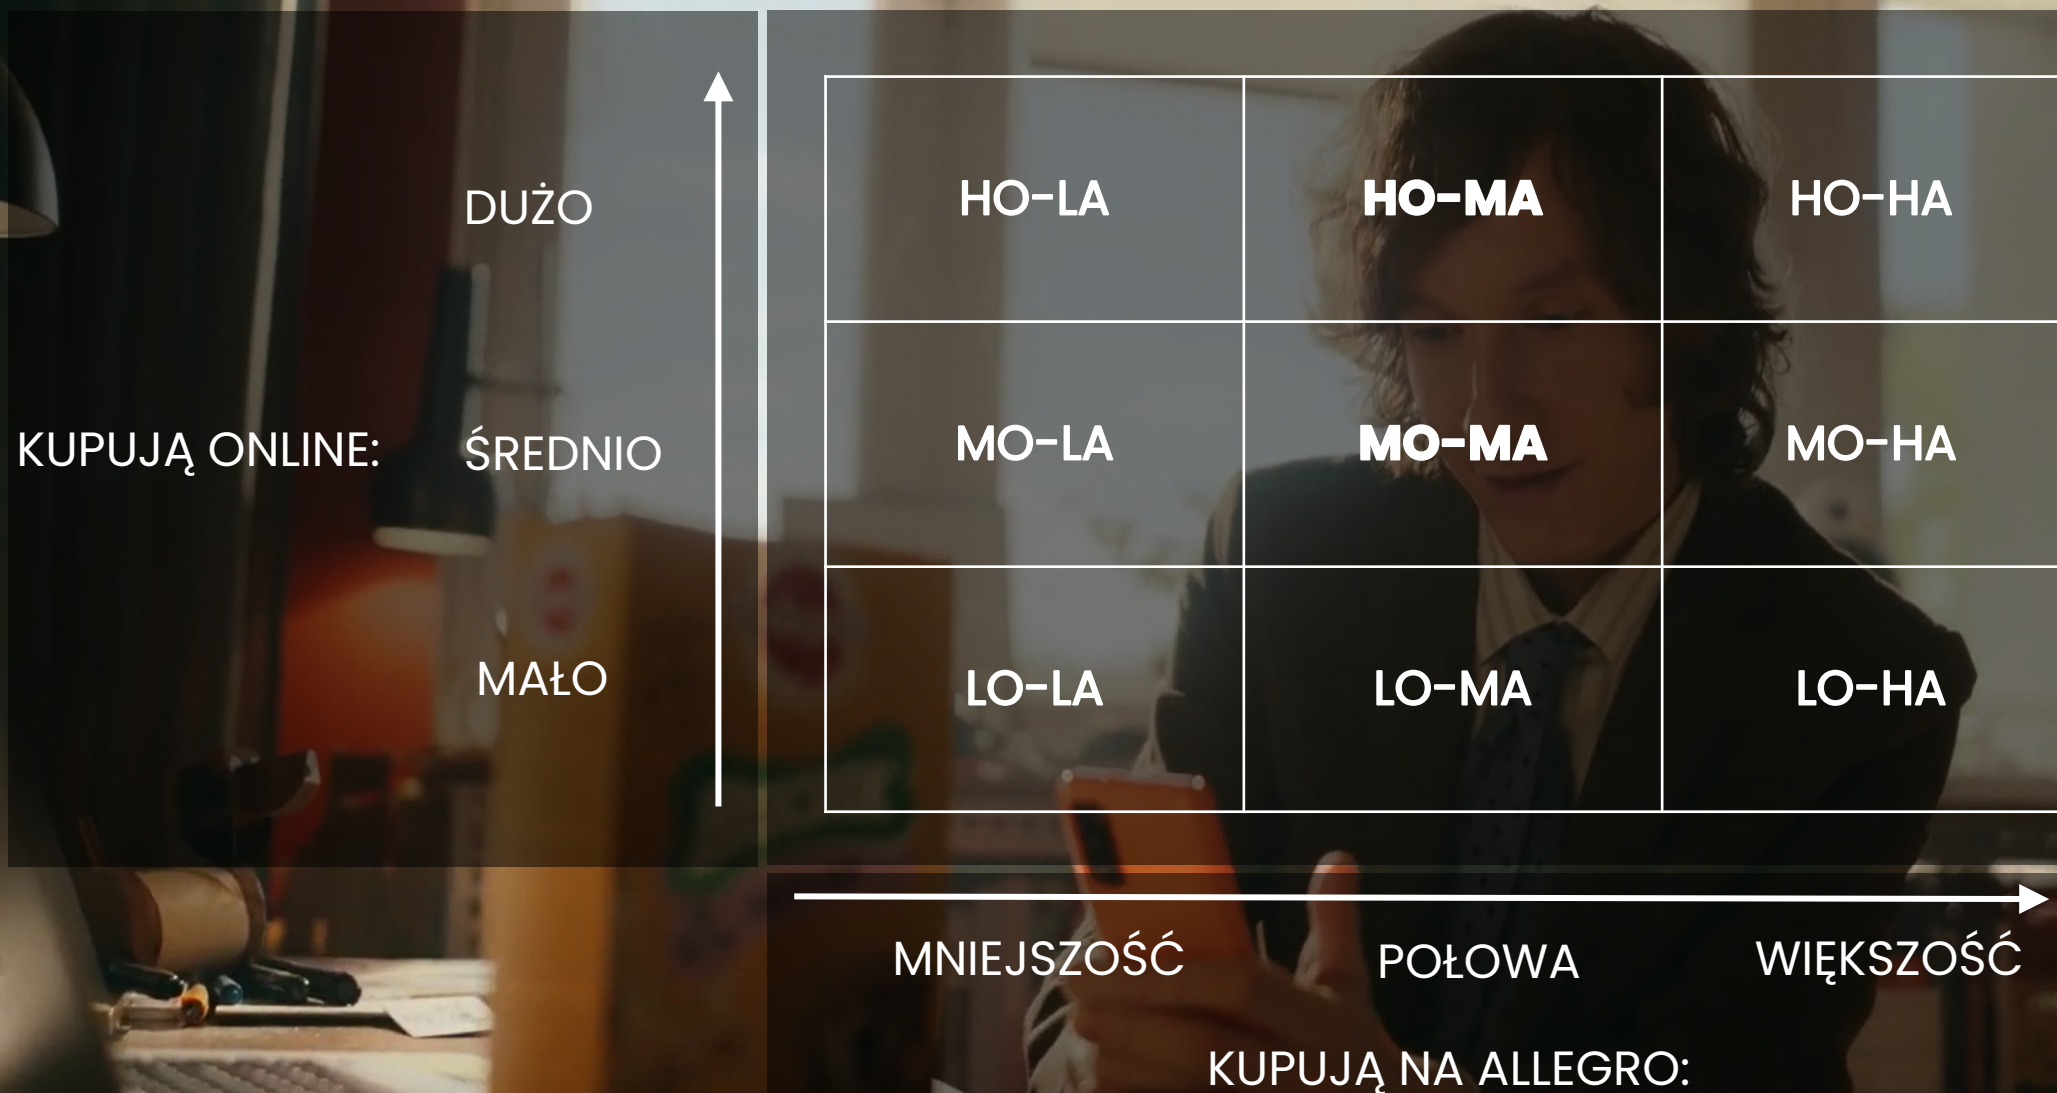 DUŻO
HO-LA
HO-MA
HO-HA
KUPUJĄ ONLINE:
ŚREDNIO
MO-LA
MO-MA
MO-HA
MAŁO
LO-LA
LO-MA
LO-HA
MNIEJSZOŚĆ
POŁOWA
WIĘKSZOŚĆ
KUPUJĄ NA ALLEGRO: